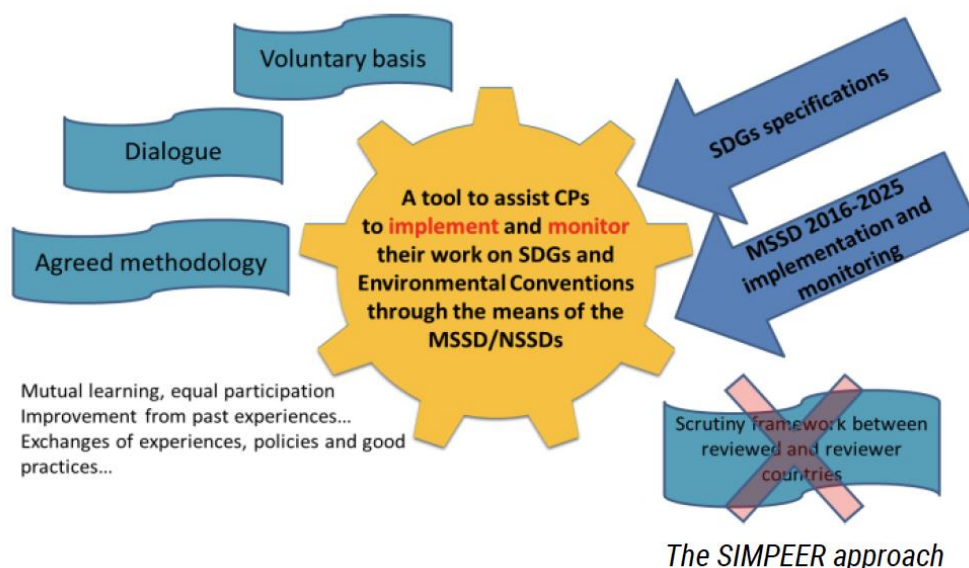 Voluntary basis
Dialogue
Agreed methodology
A tool to assist CPs
to implement and monitor
their work on SDGs and
Environmental Conventions
through the means of the
MSSD/NSSDs
SDGs specifications
MSSD 2016-2025
implementation and
monitoring
Mutual learning, equal participation
Improvement from past experiences...
Exchanges of experiences, policies and good
practices...
Scrutiny framework between
reviewed and reviewer
countries
The SIMPEER approach